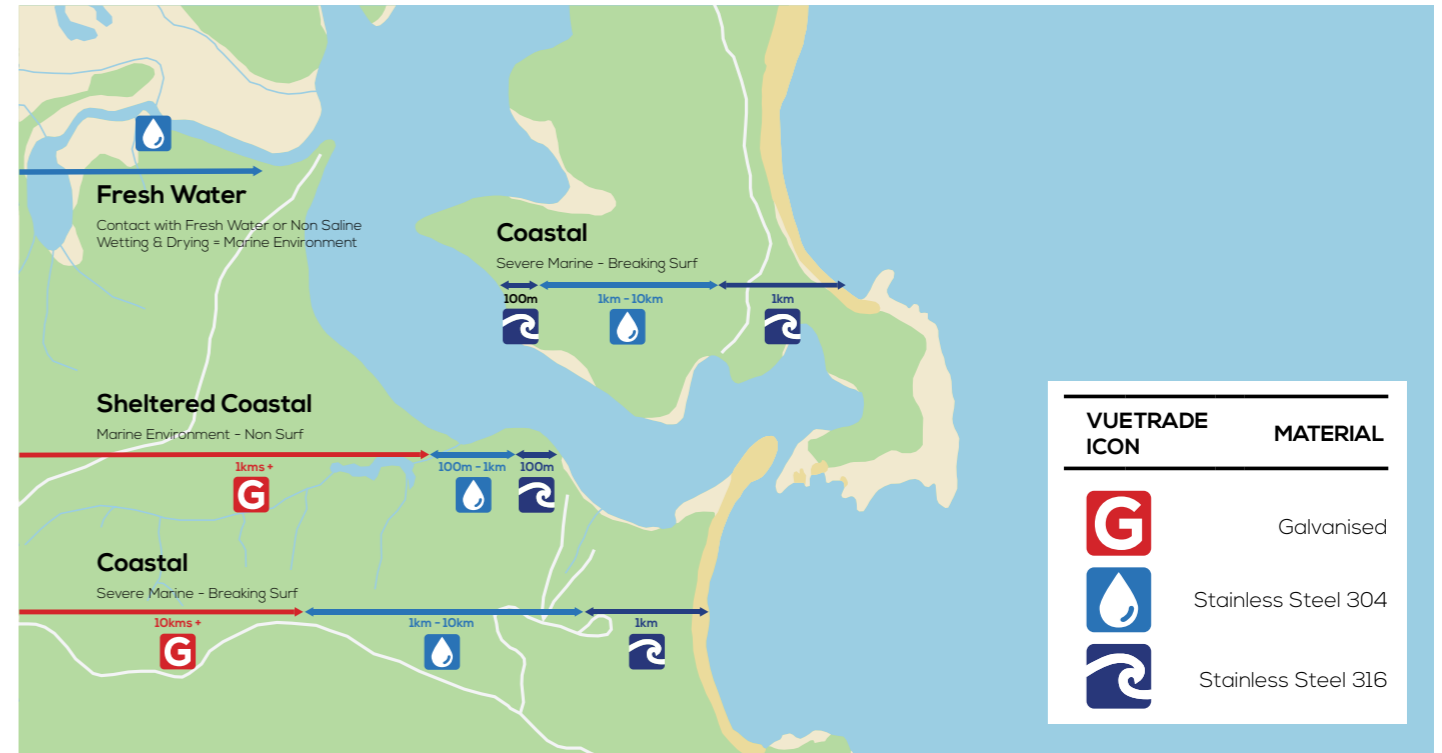 Fresh Water
Contact with Fresh Water or Non Saline
Wetting & Drying = Marine Environment
Coastal
Severe Marine - Breaking Surf
100m
1km - 10km
1km
Sheltered Coastal
Marine Environment - Non Surf
1kms +
100m - 1km
100m
G
Coastal
Severe Marine - Breaking Surf
10kms +
1km - 10km
1km
G
VUETRADE
ICON
MATERIAL
G
Galvanised
Stainless Steel 304
Stainless Steel 316